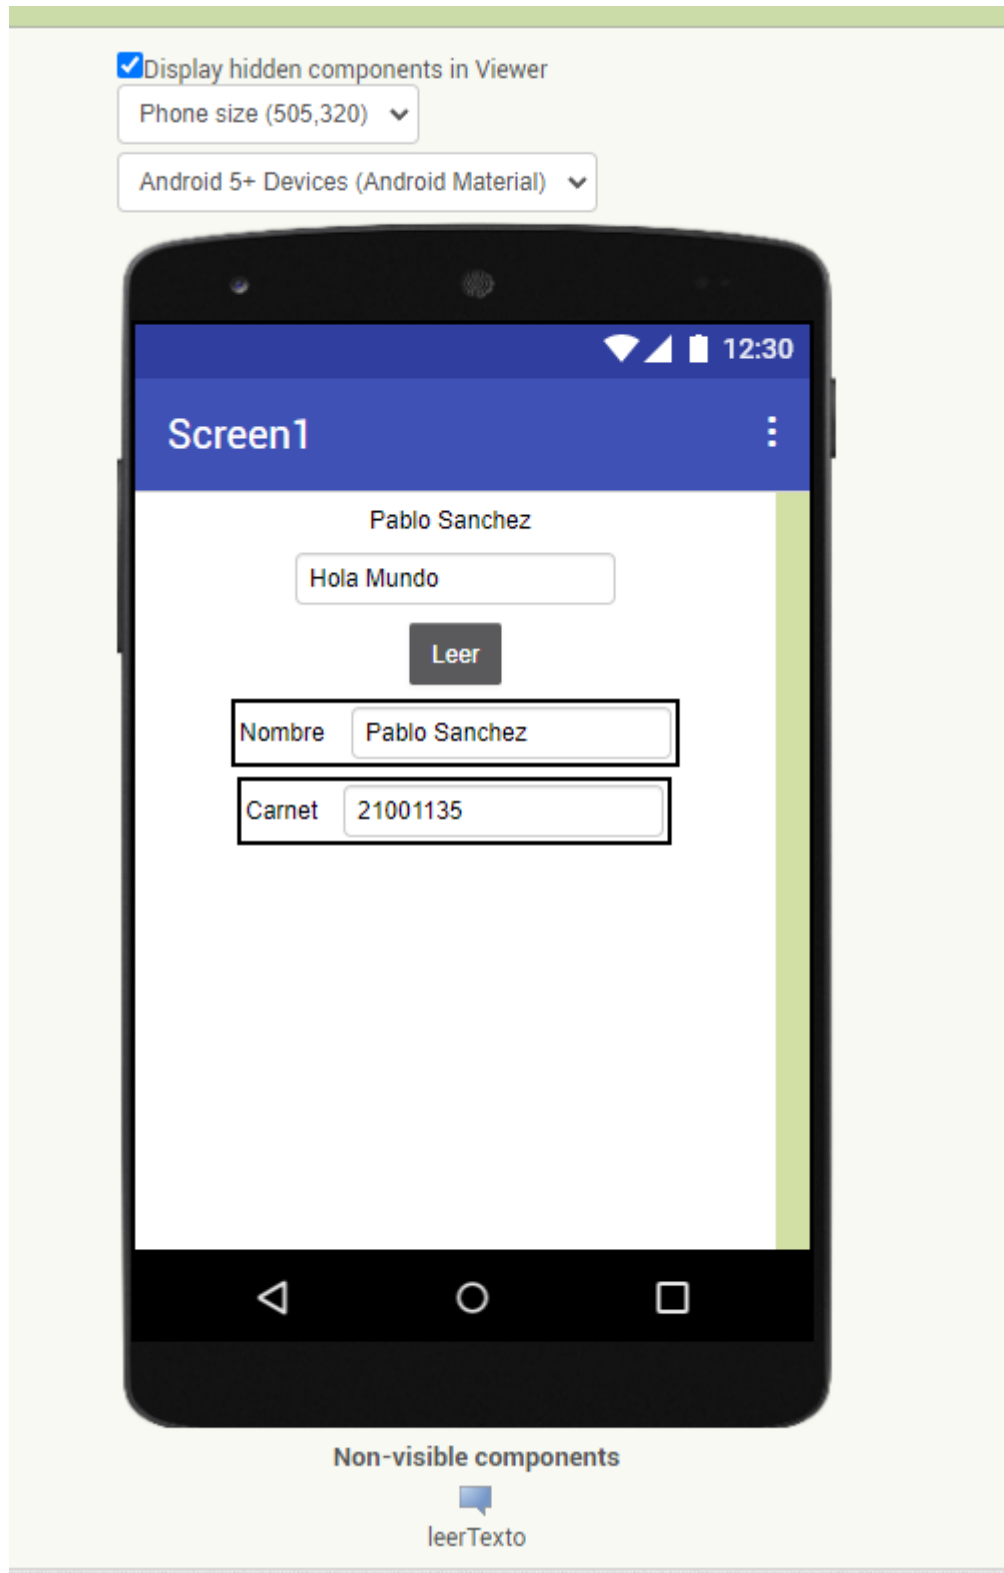 Display hidden components in Viewer
Phone size (505,320)
Android 5+ Devices (Android Material)
12:30
Screen1
Pablo Sanchez
Hola Mundo
Leer
Nombre Pablo Sanchez
Carnet 21001135
Non-visible components
leerTexto